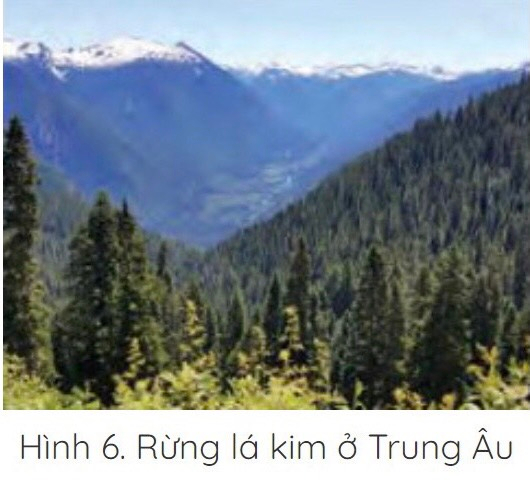 Hình 6. Rừng lá kim ở Trung Âu